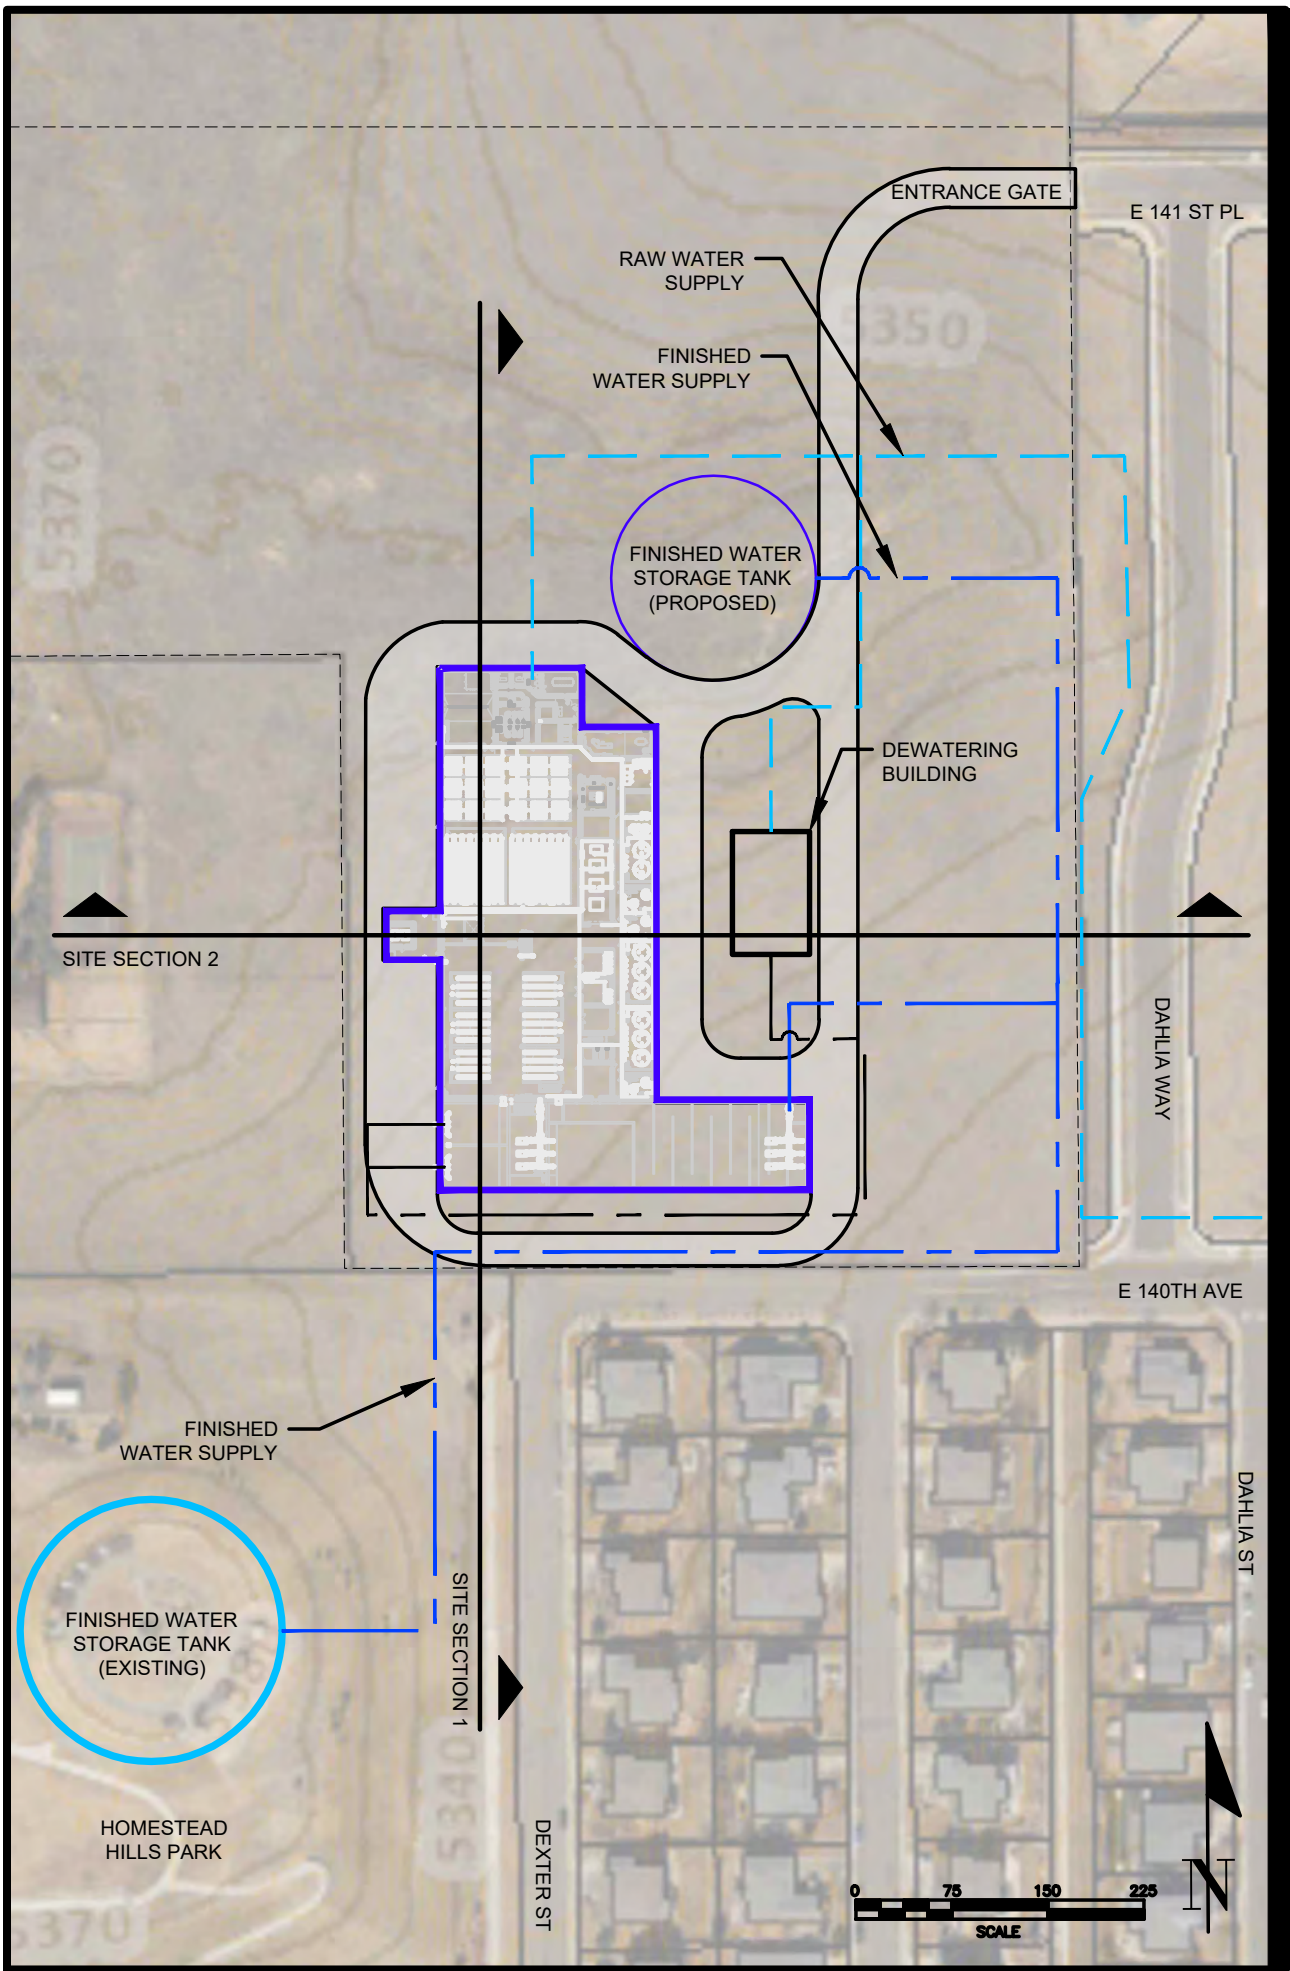 ENTRANCE GATE
E 141 ST PL
RAW WATER
SUPPLY
5350
FINISHED
WATER SUPPLY
5370
FINISHED WATER
STORAGE TANK
(PROPOSED)
DEWATERING
BUILDING
SITE SECTION 2
DAHLIA WAY
E 140TH AVE
FINISHED
WATER SUPPLY
DAHLIA ST
SITE SECTION 1
FINISHED WATER
STORAGE TANK
(EXISTING)
5340
HOMESTEAD
HILLS PARK
DEXTER ST
5370
N
0 75 150 225
SCALE